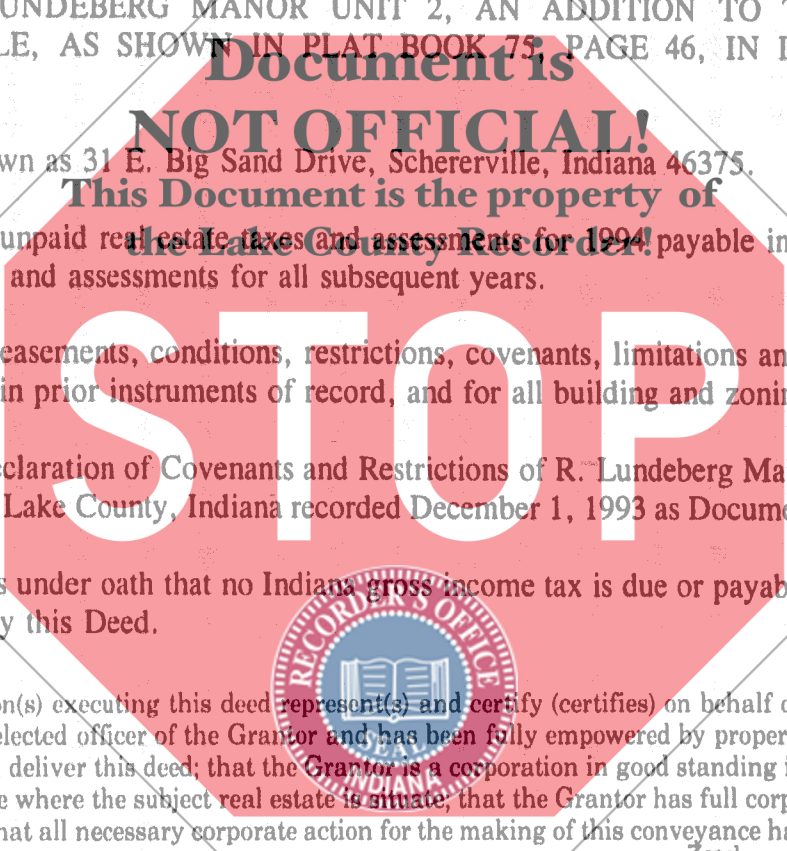 UNDEBERG MANOR UNIT 2, AN ADDITION TO
LE, AS SHOWN IN PLAT BOOK 75, PAGE 46, IN
Document is
NOT OFFICIAL!
wn as 31 E. Big Sand Drive, Schererville, Indiana 46375.
This Document is the property of
unpaid real estate taxes and assessments for 1994 payable in
the Lake County Recorder!
and assessments for all subsequent years.
STOP
easements, conditions, restrictions, covenants, limitations an
in prior instruments of record, and for all building and zonin
eclaration of Covenants and Restrictions of R. Lundeberg Ma
Lake County, Indiana recorded December 1, 1993 as Docume
s under oath that no Indiana gross income tax is due or payab
y this Deed.
RECORDER'S OFFICE
SEAL
INDIANA
on(s) executing this deed represent(s) and certify (certifies) on behalf o
elected officer of the Grantor and has been fully empowered by proper
deliver this deed; that the Grantor is a corporation in good standing i
e where the subject real estate is situate; that the Grantor has full corp
hat all necessary corporate action for the making of this conveyance ha